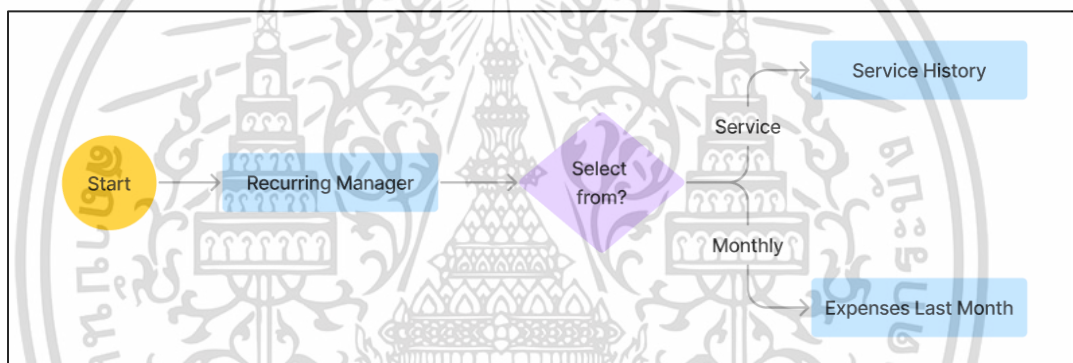 Service History
Service
Start
Recurring Manager
Select
from?
Monthly
Expenses Last Month